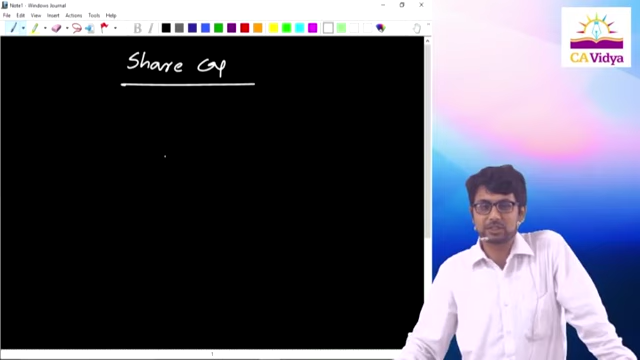 Note1 - Windows Journal
File Edit View Insert Actions Tools Help
CA Vidya
Share Cap
1